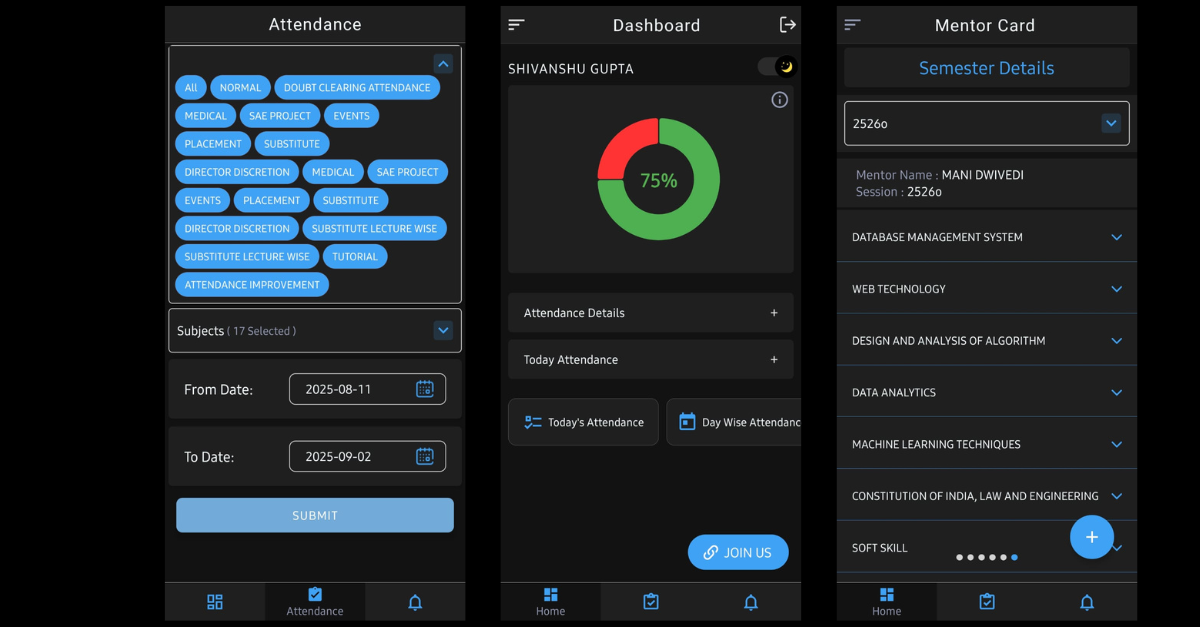 Attendance
All NORMAL DOUBT CLEARING ATTENDANCE
MEDICAL SAE PROJECT EVENTS
PLACEMENT SUBSTITUTE
DIRECTOR DISCRETION MEDICAL SAE PROJECT
EVENTS PLACEMENT SUBSTITUTE
DIRECTOR DISCRETION SUBSTITUTE LECTURE WISE
SUBSTITUTE LECTURE WISE TUTORIAL
ATTENDANCE IMPROVEMENT
Subjects ( 17 Selected )
From Date: 2025-08-11
To Date: 2025-09-02
SUBMIT
Attendance
Dashboard
SHIVANSHU GUPTA
75%
Attendance Details +
Today Attendance +
Today's Attendance Day Wise Attendanc
JOIN US
Home
Mentor Card
Semester Details
2526o
Mentor Name : MANI DWIVEDI
Session : 2526o
DATABASE MANAGEMENT SYSTEM
WEB TECHNOLOGY
DESIGN AND ANALYSIS OF ALGORITHM
DATA ANALYTICS
MACHINE LEARNING TECHNIQUES
CONSTITUTION OF INDIA, LAW AND ENGINEERING
SOFT SKILL
+
Home